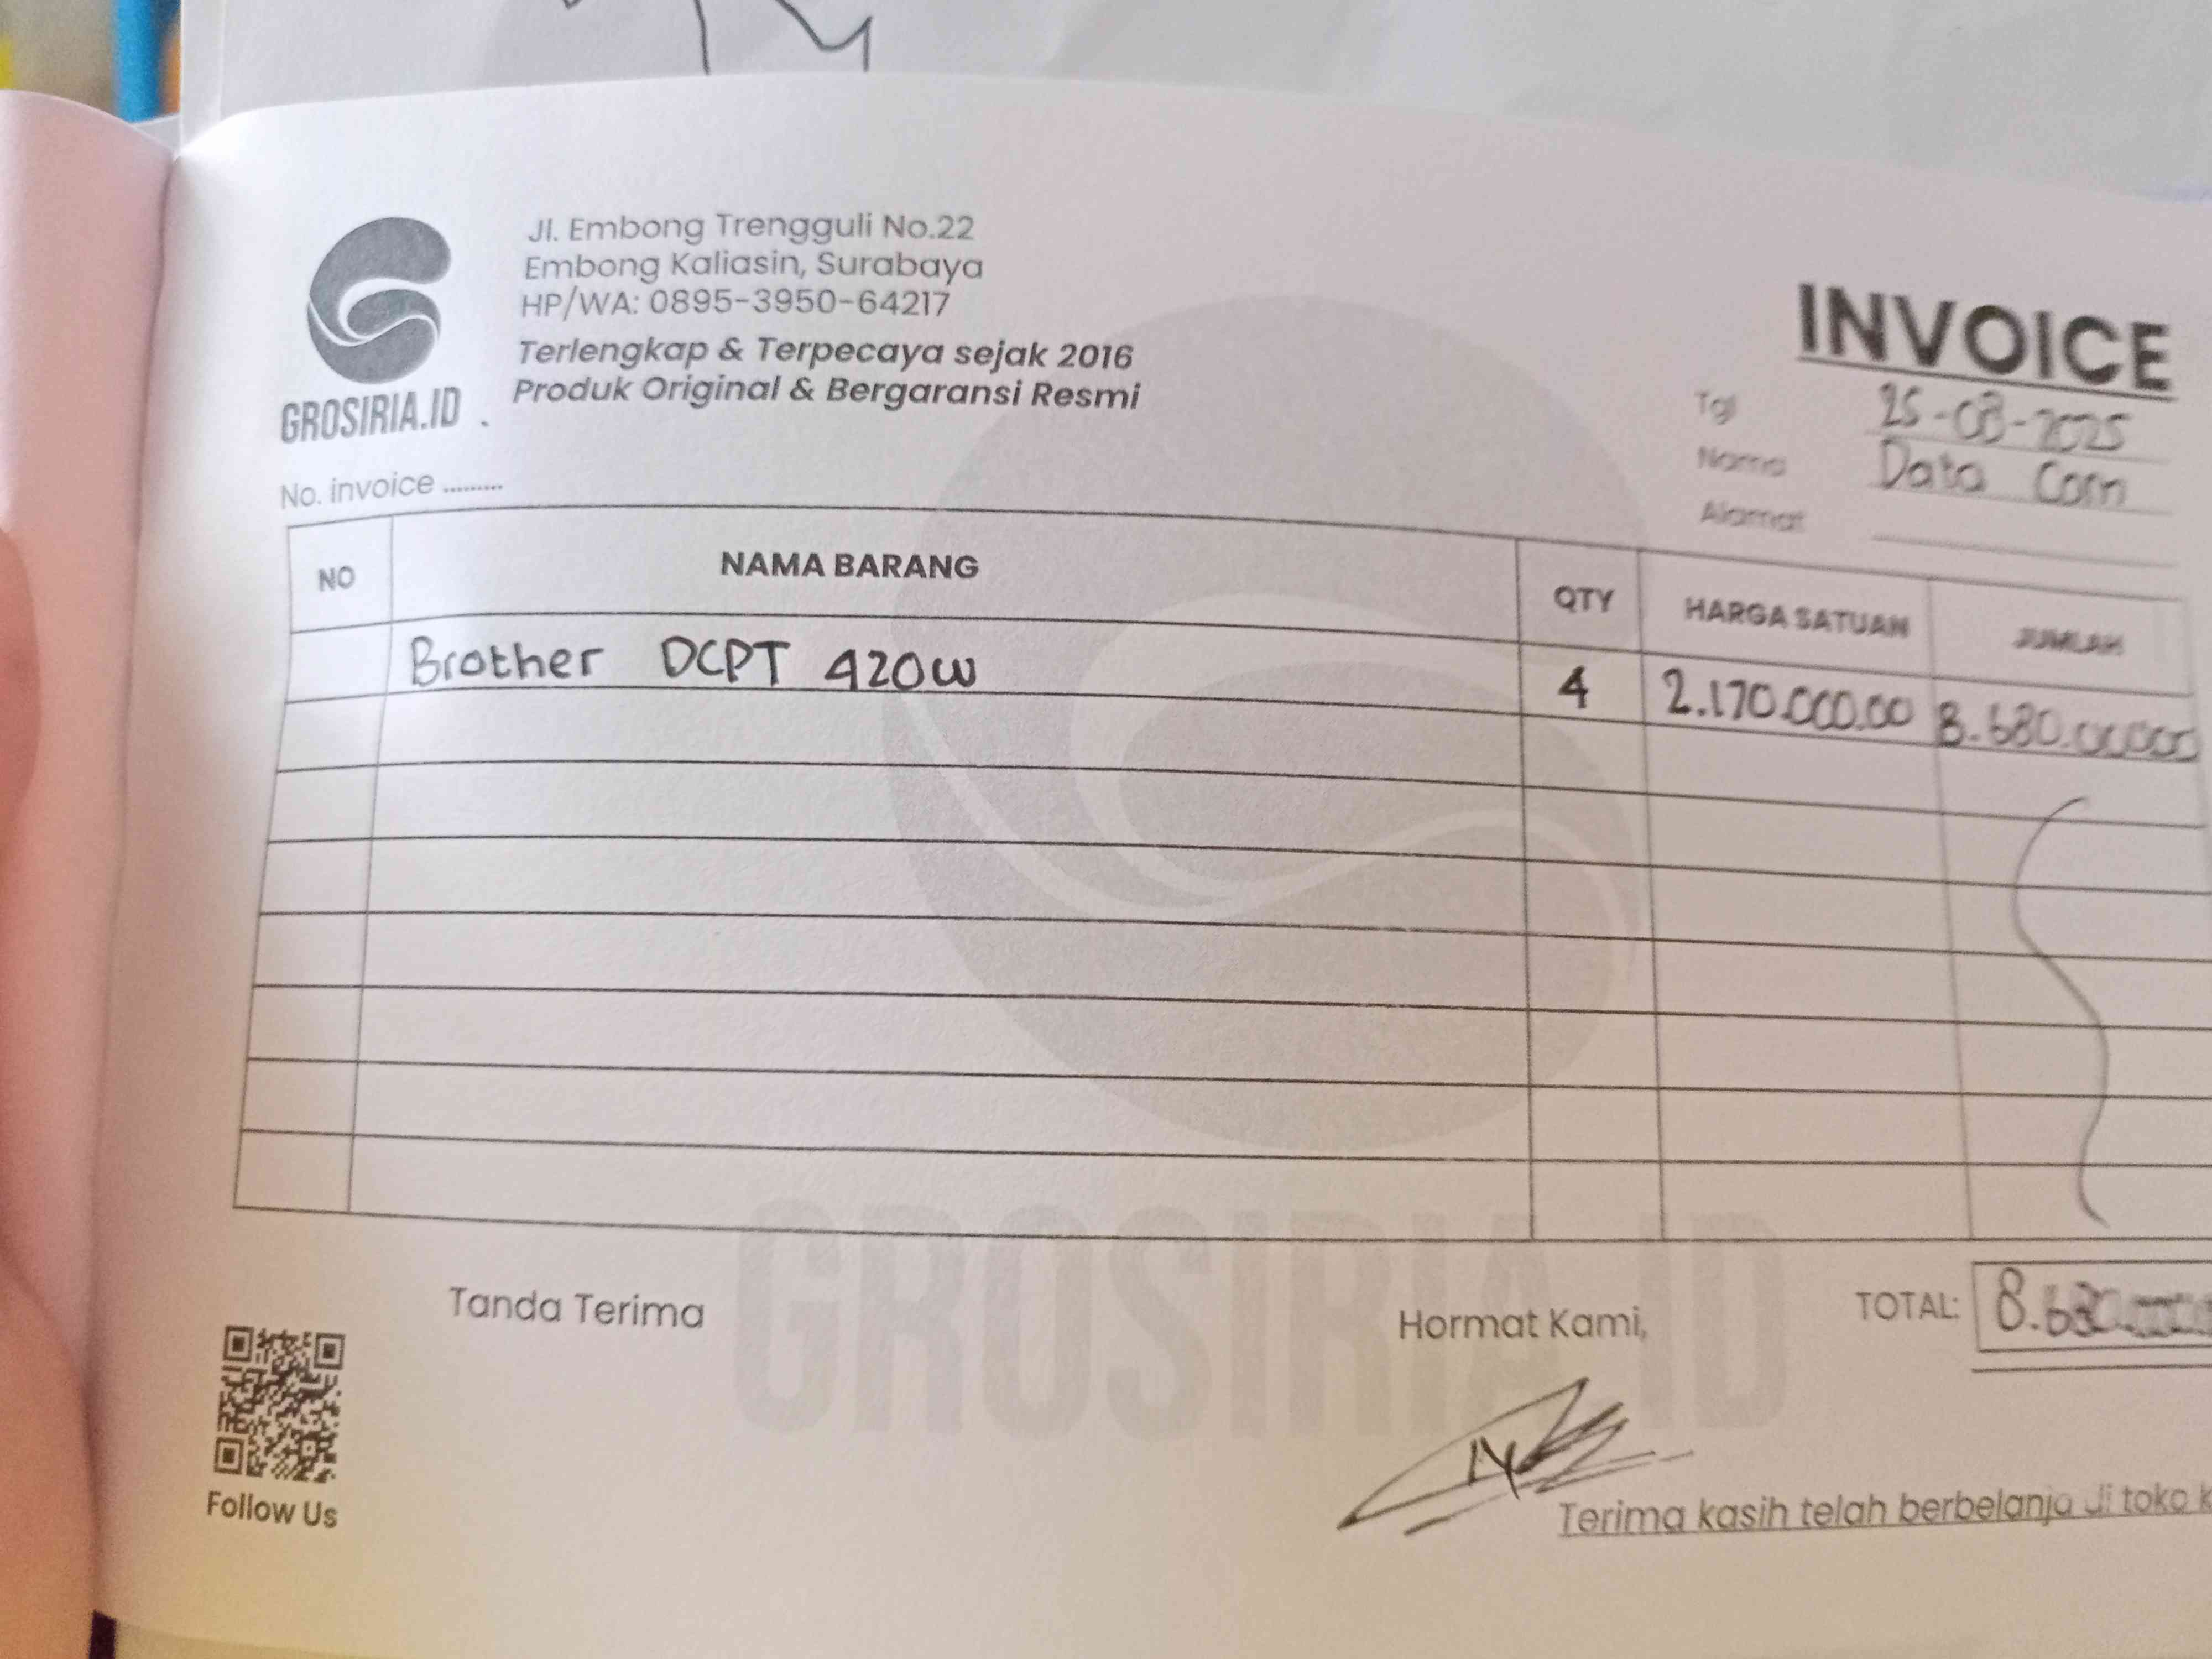 Jl. Embong Trengguli No.22
Embong Kaliasin, Surabaya
HP/WA: 0895-3950-64217
Terlengkap & Terpecaya sejak 2016
Produk Original & Bergaransi Resmi
GROSIRIA.ID
INVOICE
Tgl 25-08-2025
Nama Data Com
Alamat
No. invoice .........
NO NAMA BARANG QTY HARGA SATUAN JUMLAH
Brother DCPT 420W 4 2.170.000.00 8.680.000.00
GROSIRIA.ID
Tanda Terima
Hormat Kami,
TOTAL: 8.680.000
Follow Us
Terima kasih telah berbelanja di toko k